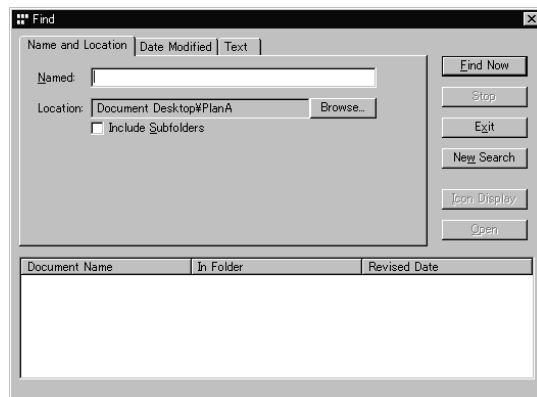 Find
Name and Location Date Modified Text
Named:
Location: Document Desktop¥PlanA Browse...
Include Subfolders
Find Now
Stop
Exit
New Search
Icon Display
Open
Document Name In Folder Revised Date